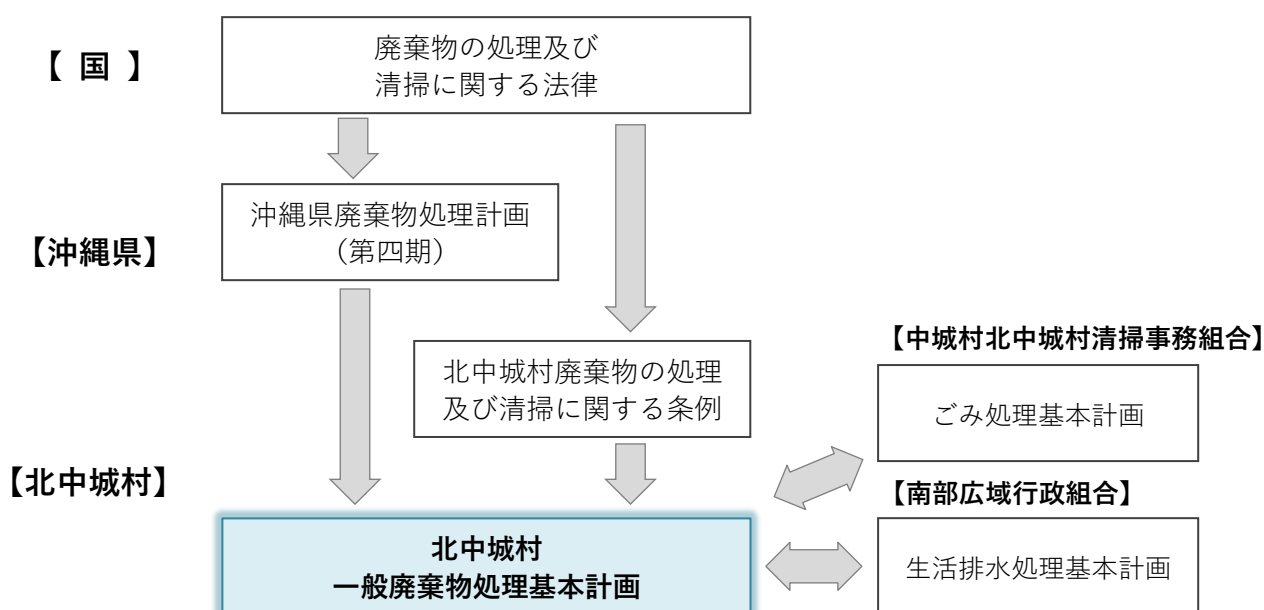 【 国 】
廃棄物の処理及び
清掃に関する法律
【沖縄県】
沖縄県廃棄物処理計画
（第四期）
【北中城村】
北中城村廃棄物の処理
及び清掃に関する条例
北中城村
一般廃棄物処理基本計画
【中城村北中城村清掃事務組合】
ごみ処理基本計画
【南部広域行政組合】
生活排水処理基本計画